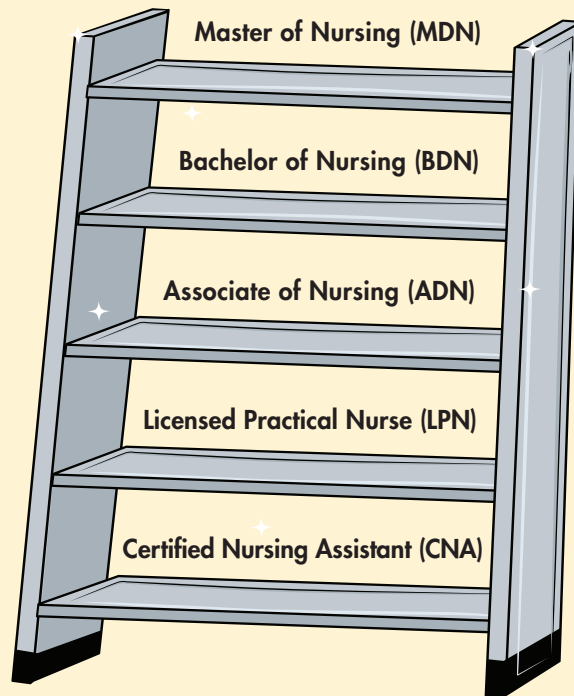 Master of Nursing (MDN)
Bachelor of Nursing (BDN)
Associate of Nursing (ADN)
Licensed Practical Nurse (LPN)
Certified Nursing Assistant (CNA)